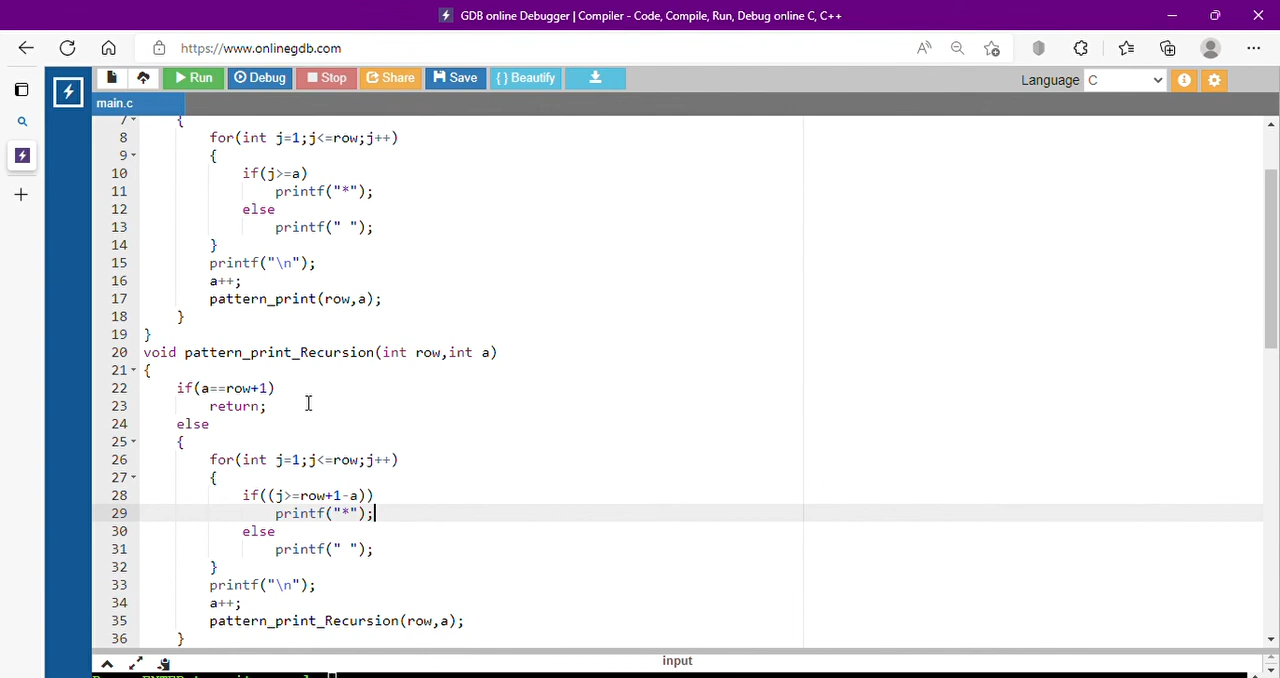 GDB online Debugger | Compiler - Code, Compile, Run, Debug online C, C++
https://www.onlinegdb.com
Run Debug Stop Share Save { } Beautify Language C
main.c
7 {
8 for(int j=1;j<=row;j++)
9 {
10 if(j>=a)
11 printf("*");
12 else
13 printf(" ");
14 }
15 printf("\n");
16 a++;
17 pattern_print(row,a);
18 }
19 }
20 void pattern_print_Recursion(int row,int a)
21 {
22 if(a==row+1)
23 return;
24 else
25 {
26 for(int j=1;j<=row;j++)
27 {
28 if((j>=row+1-a))
29 printf("*");
30 else
31 printf(" ");
32 }
33 printf("\n");
34 a++;
35 pattern_print_Recursion(row,a);
36 }
input